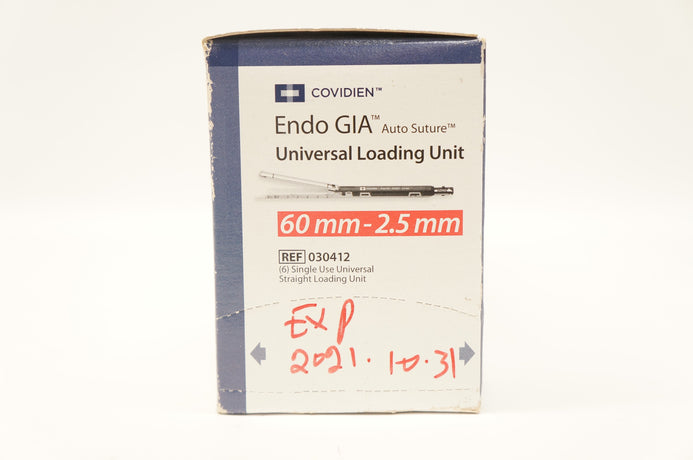 COVIDIEN™
Endo GIA™ Auto Suture™
Universal Loading Unit
60 mm - 2.5 mm
REF 030412
(6) Single Use Universal
Straight Loading Unit
EXP
2021. 10. 31